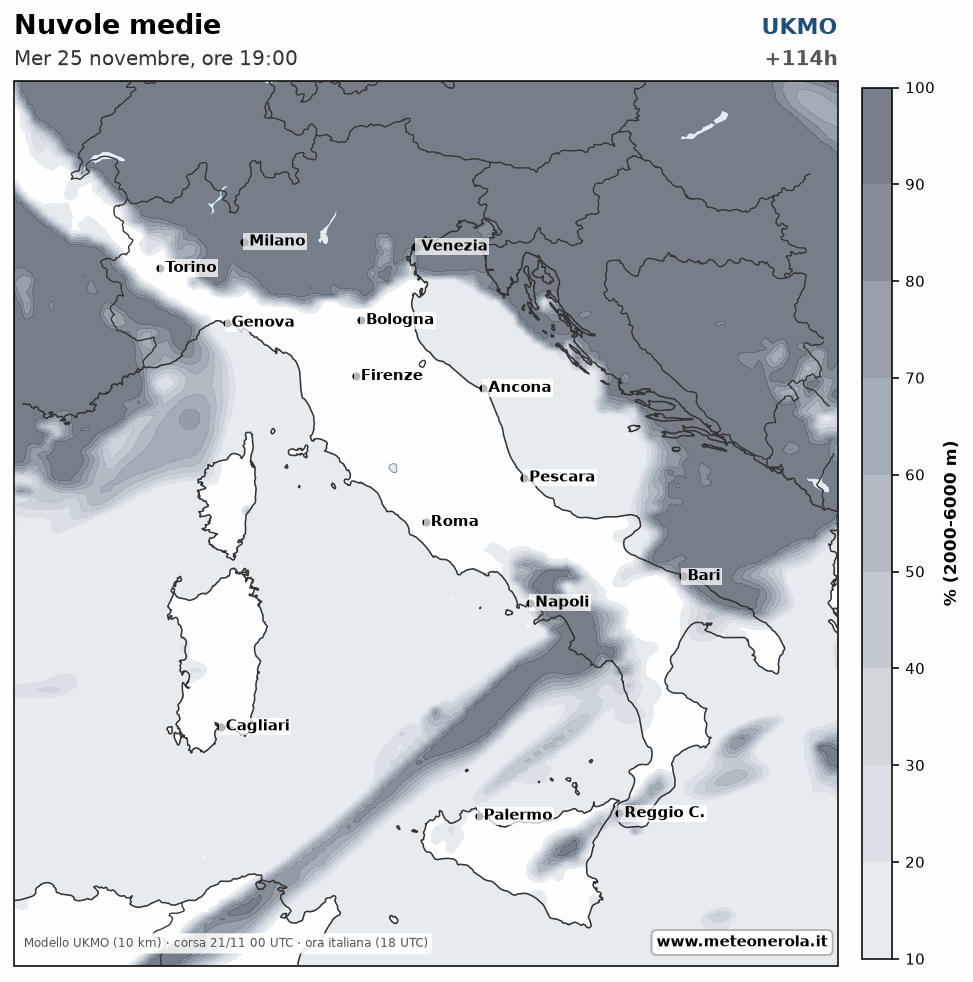 Nuvole medie
UKMO
Mer 25 novembre, ore 19:00
+114h
Milano
Venezia
Torino
Genova
Bologna
Firenze
Ancona
Pescara
Roma
Bari
Napoli
Cagliari
Palermo
Reggio C.
Modello UKMO (10 km) · corsa 21/11 00 UTC · ora italiana (18 UTC)
www.meteonerola.it
100
90
80
70
60
50
40
30
20
10
% (2000-6000 m)